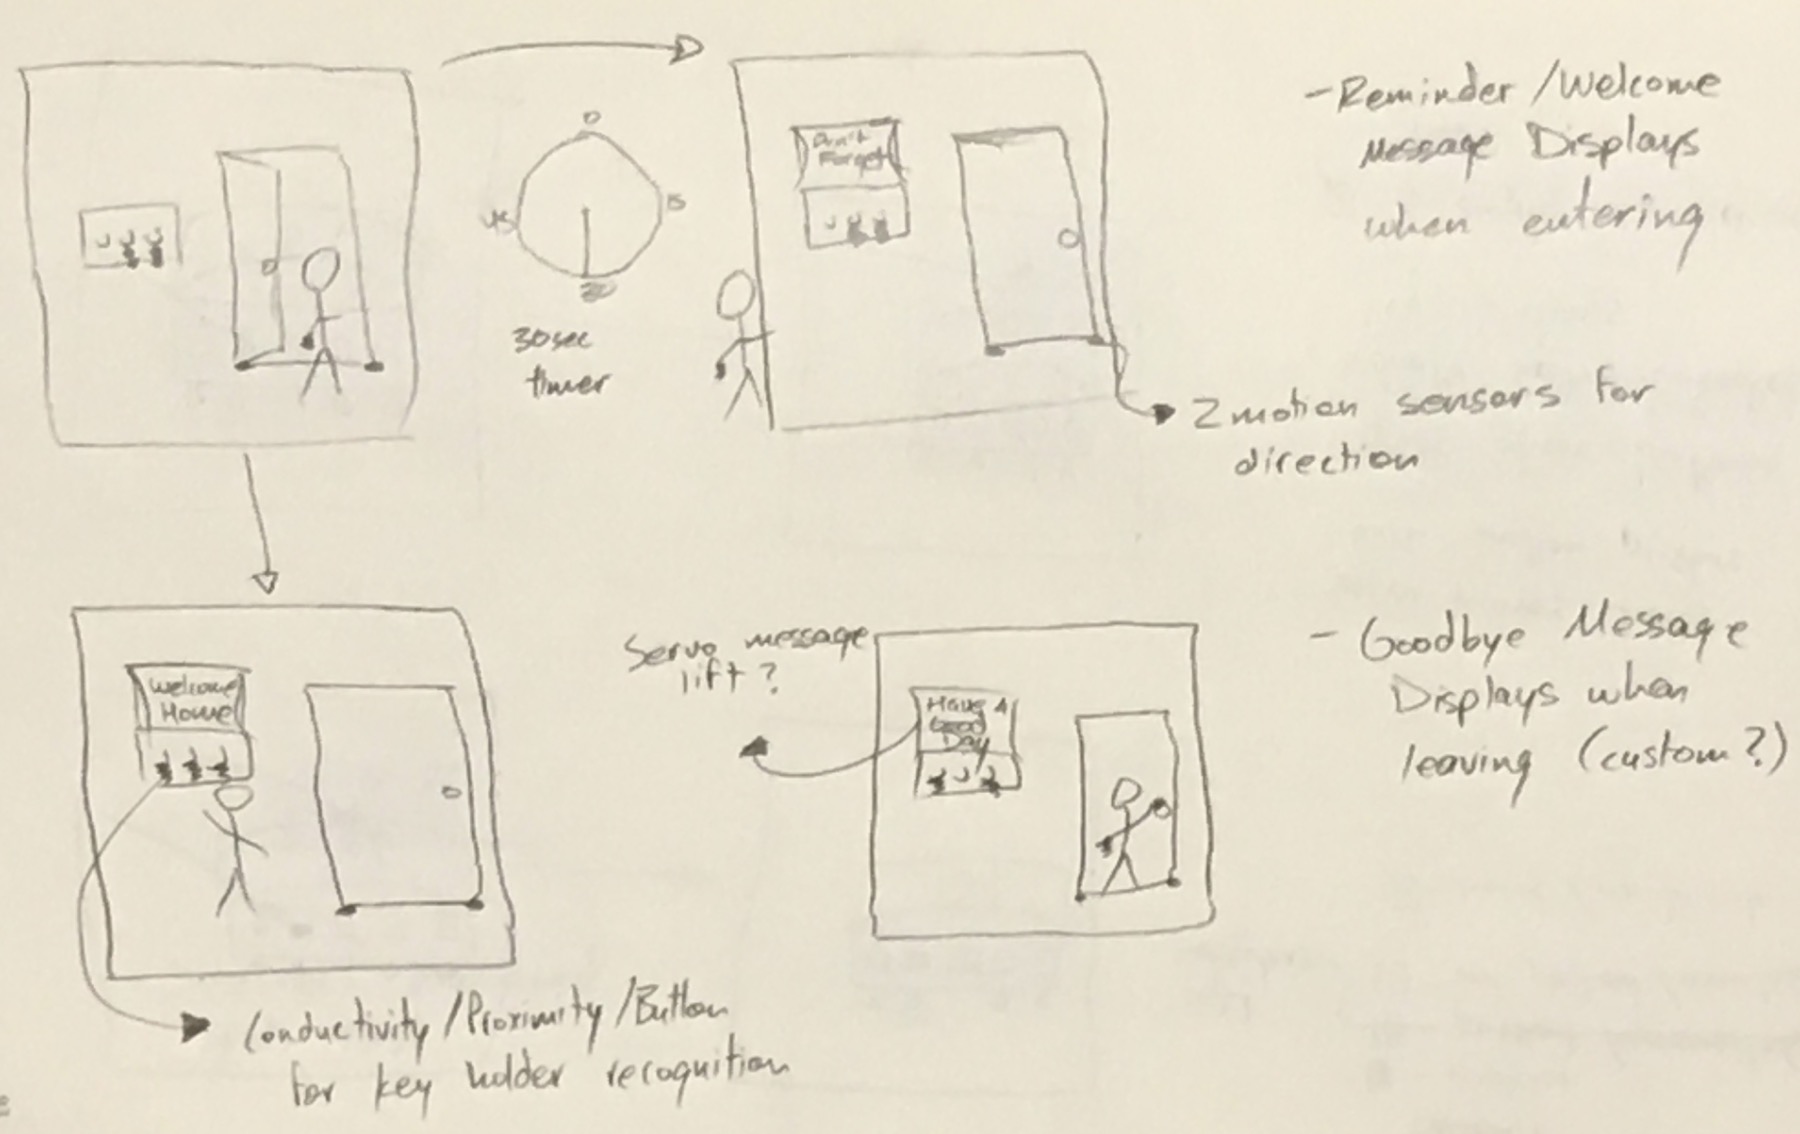 0
15
30
45
30sec
timer
Don't
Forget
- Reminder / Welcome
Message Displays
when entering
2 motion sensors for
direction
Welcome
Home
Conductivity / Proximity / Button
for key holder recognition
Servo message
lift?
Have A
Good
Day
- Goodbye Message
Displays when
leaving (custom?)